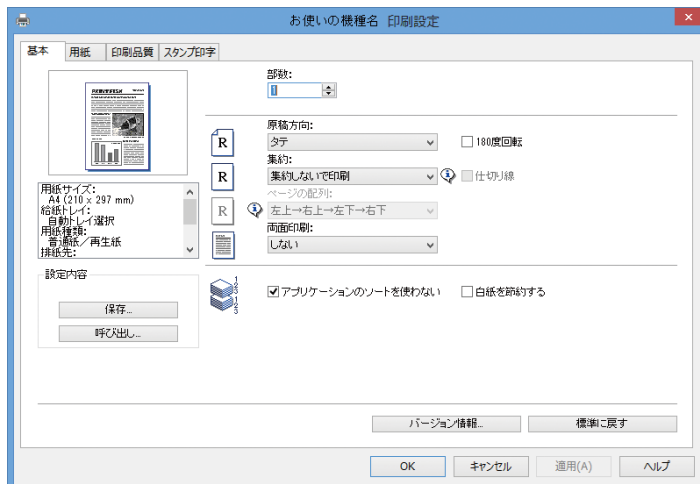 お使いの機種名 印刷設定
基本 用紙 印刷品質 スタンプ印字
部数:
1
原稿方向:
R タテ 180度回転
集約:
R 集約しないで印刷 仕切り線
ページの配列:
R 左上→右上→左下→右下
両面印刷:
しない
用紙サイズ:
A4 (210 x 297 mm)
給紙トレイ:
自動トレイ選択
用紙種類:
普通紙/再生紙
排紙先:
設定内容
保存...
呼び出し...
1
2
3
1
2
3
アプリケーションのソートを使わない 白紙を節約する
バージョン情報... 標準に戻す
OK キャンセル 適用(A) ヘルプ